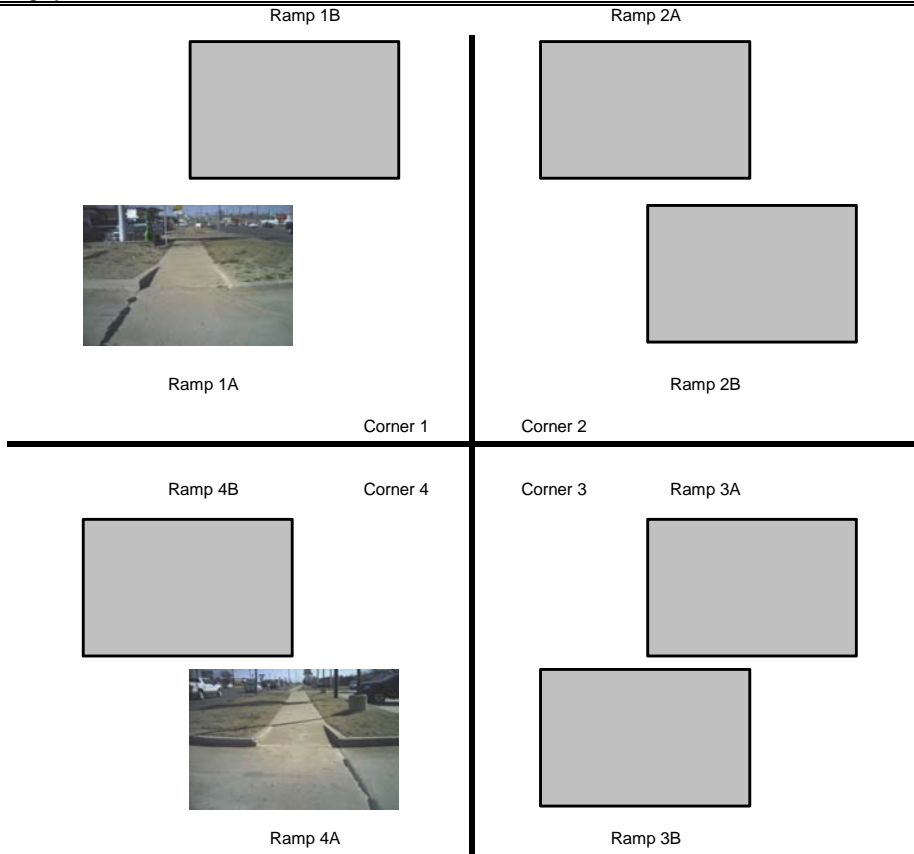 Ramp 1B
Ramp 2A
Ramp 1A
Ramp 2B
Corner 1
Corner 2
Ramp 4B
Corner 4
Corner 3
Ramp 3A
Ramp 4A
Ramp 3B